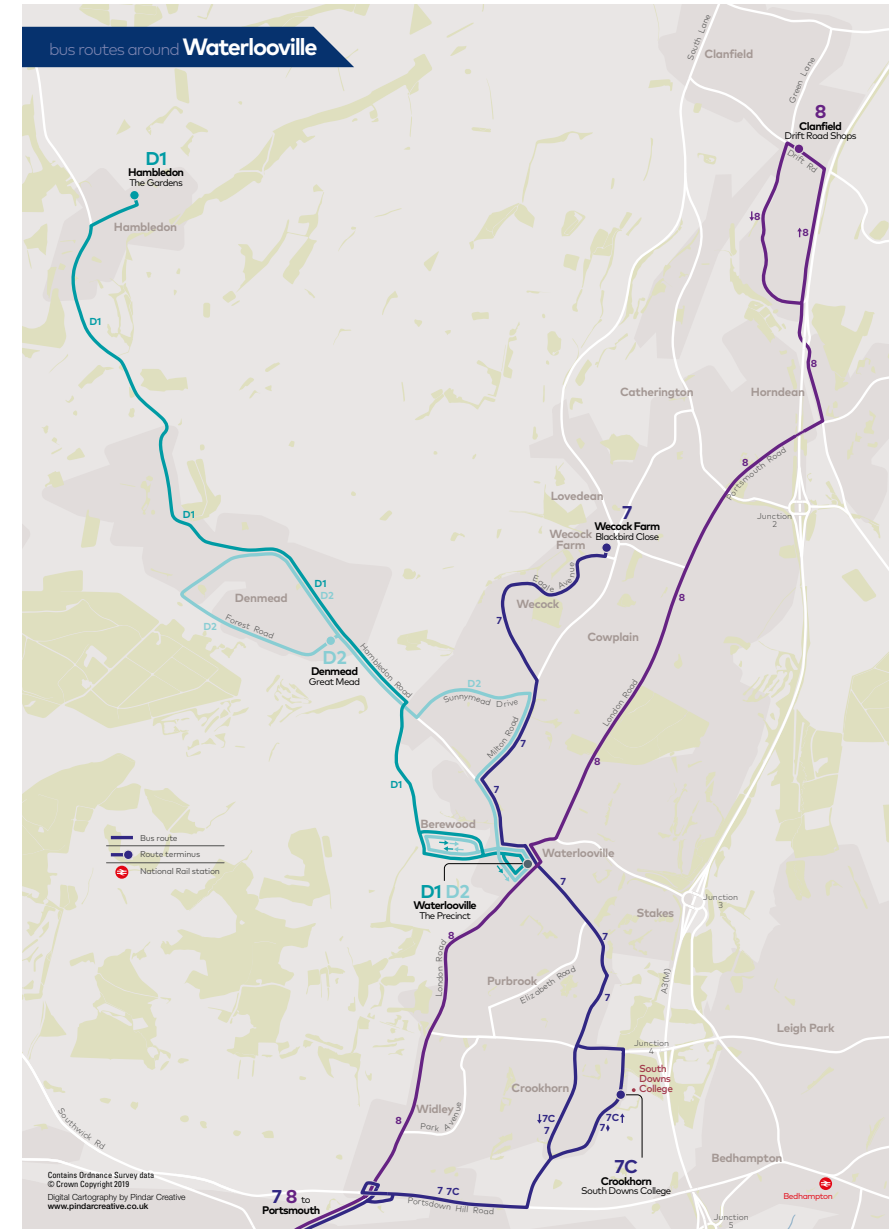 bus routes around Waterlooville
South Lane
Clanfield
Green Lane
8
Clanfield
Drift Road Shops
Drift Rd
D1
Hambledon
The Gardens
Hambledon
↓8
↑8
D1
8
Catherington
Horndean
8
Portsmouth Road
Lovedean
7
Wecock Farm
Blackbird Close
Wecock
Farm
Junction
2
D1
Eagle Avenue
D1
D2
Denmead
Wecock
8
7
D2
Forest Road
Cowplain
D2
Denmead
Great Mead
Hambledon Road
D2
Sunnymead Drive
London Road
Milton Road
7
8
D1
7
Berewood
Bus route
Route terminus
National Rail station
Waterlooville
D1 D2
Waterlooville
The Precinct
7
Junction
3
Stakes
8
7
London Road
Purbrook
Elizabeth Road
A3(M)
7
Leigh Park
Junction
4
South
Downs
College
Crookhorn
Widley
Park Avenue
8
↓7C
7
7C↑
7
Southwick Rd
7C
Crookhorn
South Downs College
Bedhampton
Bedhampton
Contains Ordnance Survey data
© Crown Copyright 2019
Digital Cartography by Pindar Creative
www.pindarcreative.co.uk
7 8 to
Portsmouth
7 7C
Portsdown Hill Road
Junction
5